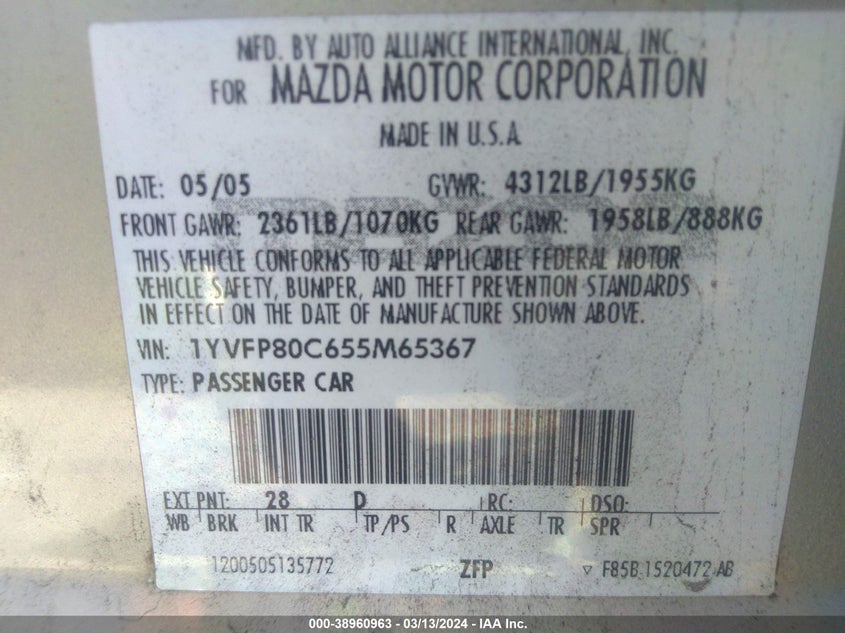 MFD. BY AUTO ALLIANCE INTERNATIONAL, INC.
FOR MAZDA MOTOR CORPORATION
MADE IN U.S.A
DATE: 05/05 GVWR: 4312LB/1955KG
FRONT GAWR: 2361LB/1070KG REAR GAWR: 1958LB/888KG
mazda
THIS VEHICLE CONFORMS TO ALL APPLICABLE FEDERAL MOTOR
VEHICLE SAFETY, BUMPER, AND THEFT PREVENTION STANDARDS
IN EFFECT ON THE DATE OF MANUFACTURE SHOWN ABOVE.
VIN: 1YVFP80C655M65367
TYPE: PASSENGER CAR
EXT PNT: 28 D RC: DSO:
WB BRK INT TR TP/PS R AXLE TR SPR
1200505135772 ZFP ▽ F85B 1520472 AB
000-38960963 - 03/13/2024 - IAA Inc.